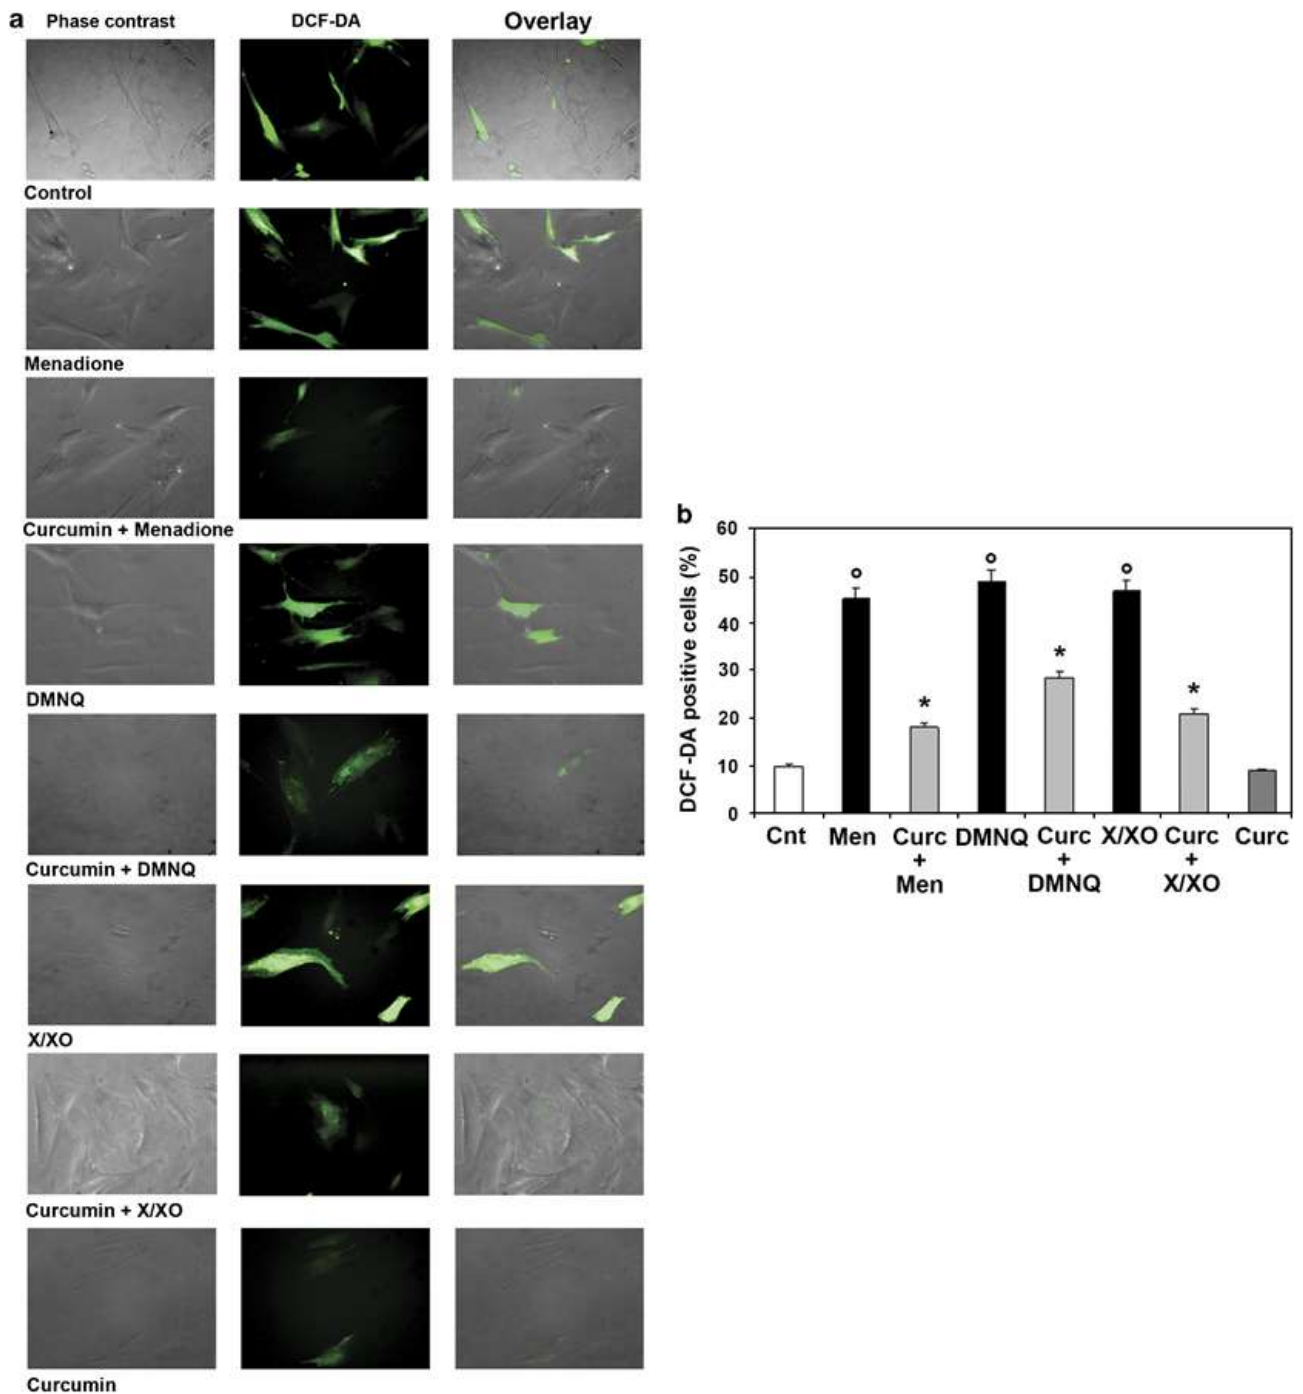 a
Phase contrast DCF-DA Overlay
Control
Menadione
Curcumin + Menadione
DMNQ
Curcumin + DMNQ
X/XO
Curcumin + X/XO
Curcumin
b
DCF-DA positive cells (%)
60
50
40
30
20
10
0
Cnt Men Curc + Men DMNQ Curc + DMNQ X/XO Curc + X/XO Curc
* * *